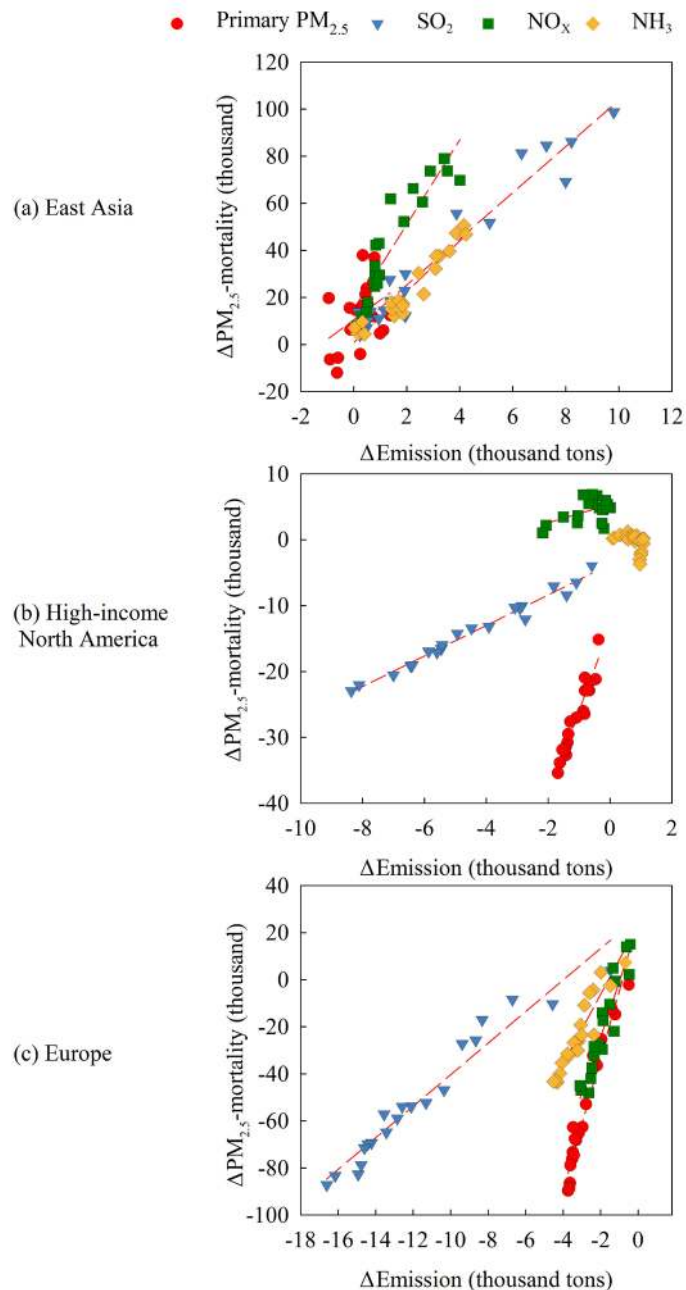 Primary PM2.5 SO2 NOX NH3
(a) East Asia
ΔPM2.5-mortality (thousand)
120
100
80
60
40
20
0
-20
-2 0 2 4 6 8 10 12
ΔEmission (thousand tons)
(b) High-income
North America
ΔPM2.5-mortality (thousand)
10
0
-10
-20
-30
-40
-10 -8 -6 -4 -2 0 2
ΔEmission (thousand tons)
(c) Europe
ΔPM2.5-mortality (thousand)
40
20
0
-20
-40
-60
-80
-100
-18 -16 -14 -12 -10 -8 -6 -4 -2 0
ΔEmission (thousand tons)